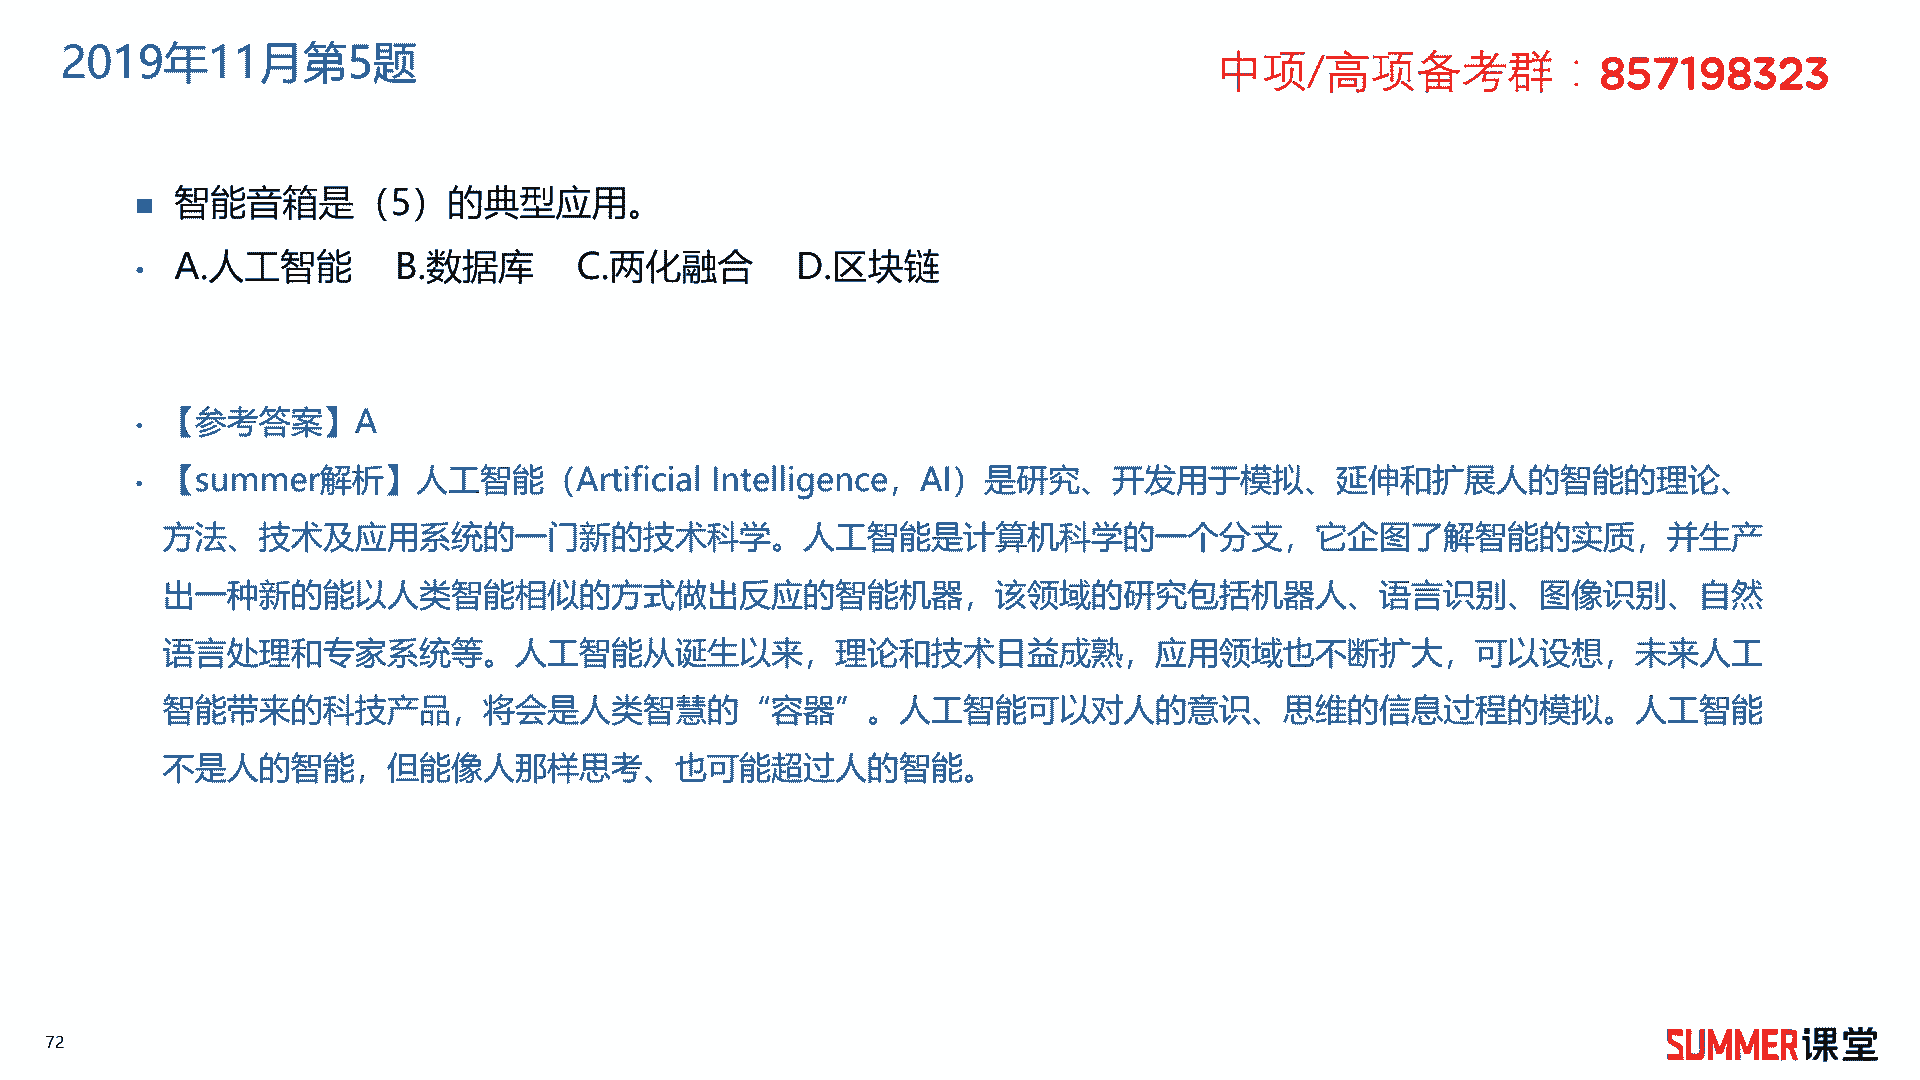 2019年11月第5题
中项/高项备考群：857198323
■ 智能音箱是（5）的典型应用。
• A.人工智能 B.数据库 C.两化融合 D.区块链
• 【参考答案】A
• 【summer解析】人工智能（Artificial Intelligence，AI）是研究、开发用于模拟、延伸和扩展人的智能的理论、
方法、技术及应用系统的一门新的技术科学。人工智能是计算机科学的一个分支，它企图了解智能的实质，并生产
出一种新的能以人类智能相似的方式做出反应的智能机器，该领域的研究包括机器人、语言识别、图像识别、自然
语言处理和专家系统等。人工智能从诞生以来，理论和技术日益成熟，应用领域也不断扩大，可以设想，未来人工
智能带来的科技产品，将会是人类智慧的“容器”。人工智能可以对人的意识、思维的信息过程的模拟。人工智能
不是人的智能，但能像人那样思考、也可能超过人的智能。
72
SUMMER课堂